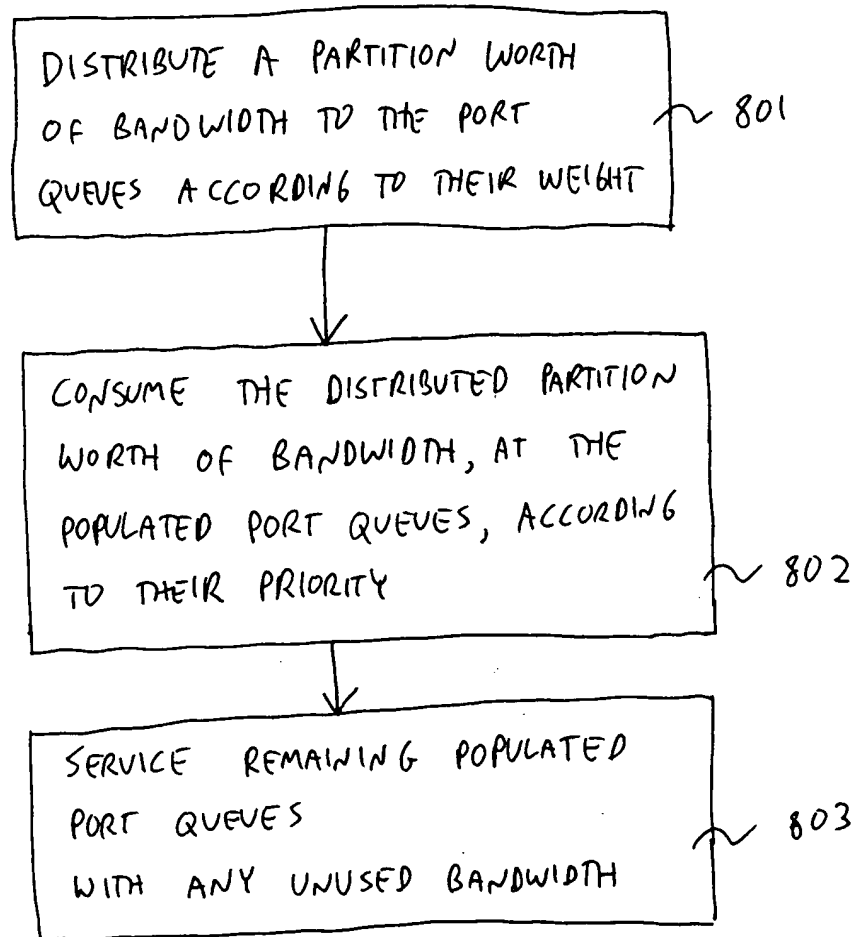 DISTRIBUTE A PARTITION WORTH
OF BANDWIDTH TO THE PORT
QUEUES ACCORDING TO THEIR WEIGHT
801
CONSUME THE DISTRIBUTED PARTITION
WORTH OF BANDWIDTH, AT THE
POPULATED PORT QUEUES, ACCORDING
TO THEIR PRIORITY
802
SERVICE REMAINING POPULATED
PORT QUEUES
WITH ANY UNUSED BANDWIDTH
803